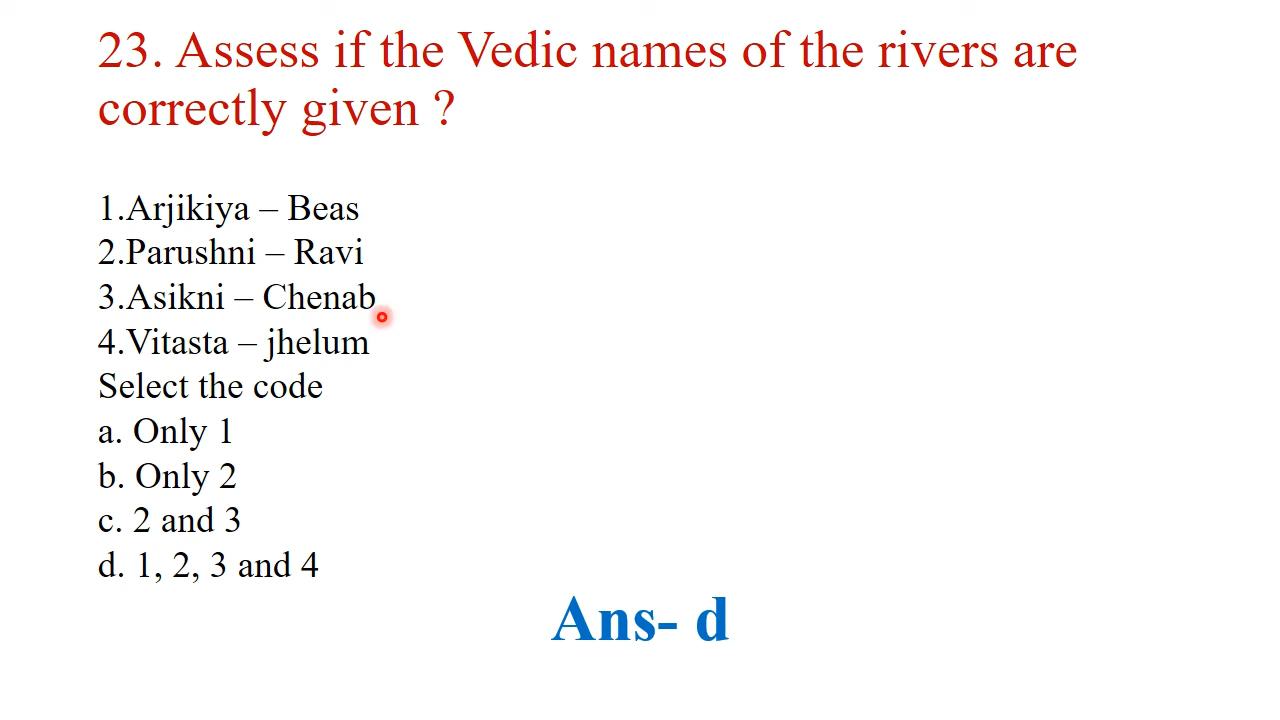 23. Assess if the Vedic names of the rivers are
correctly given ?
1.Arjikiya – Beas
2.Parushni – Ravi
3.Asikni – Chenab
4.Vitasta – jhelum
Select the code
a. Only 1
b. Only 2
c. 2 and 3
d. 1, 2, 3 and 4
Ans- d